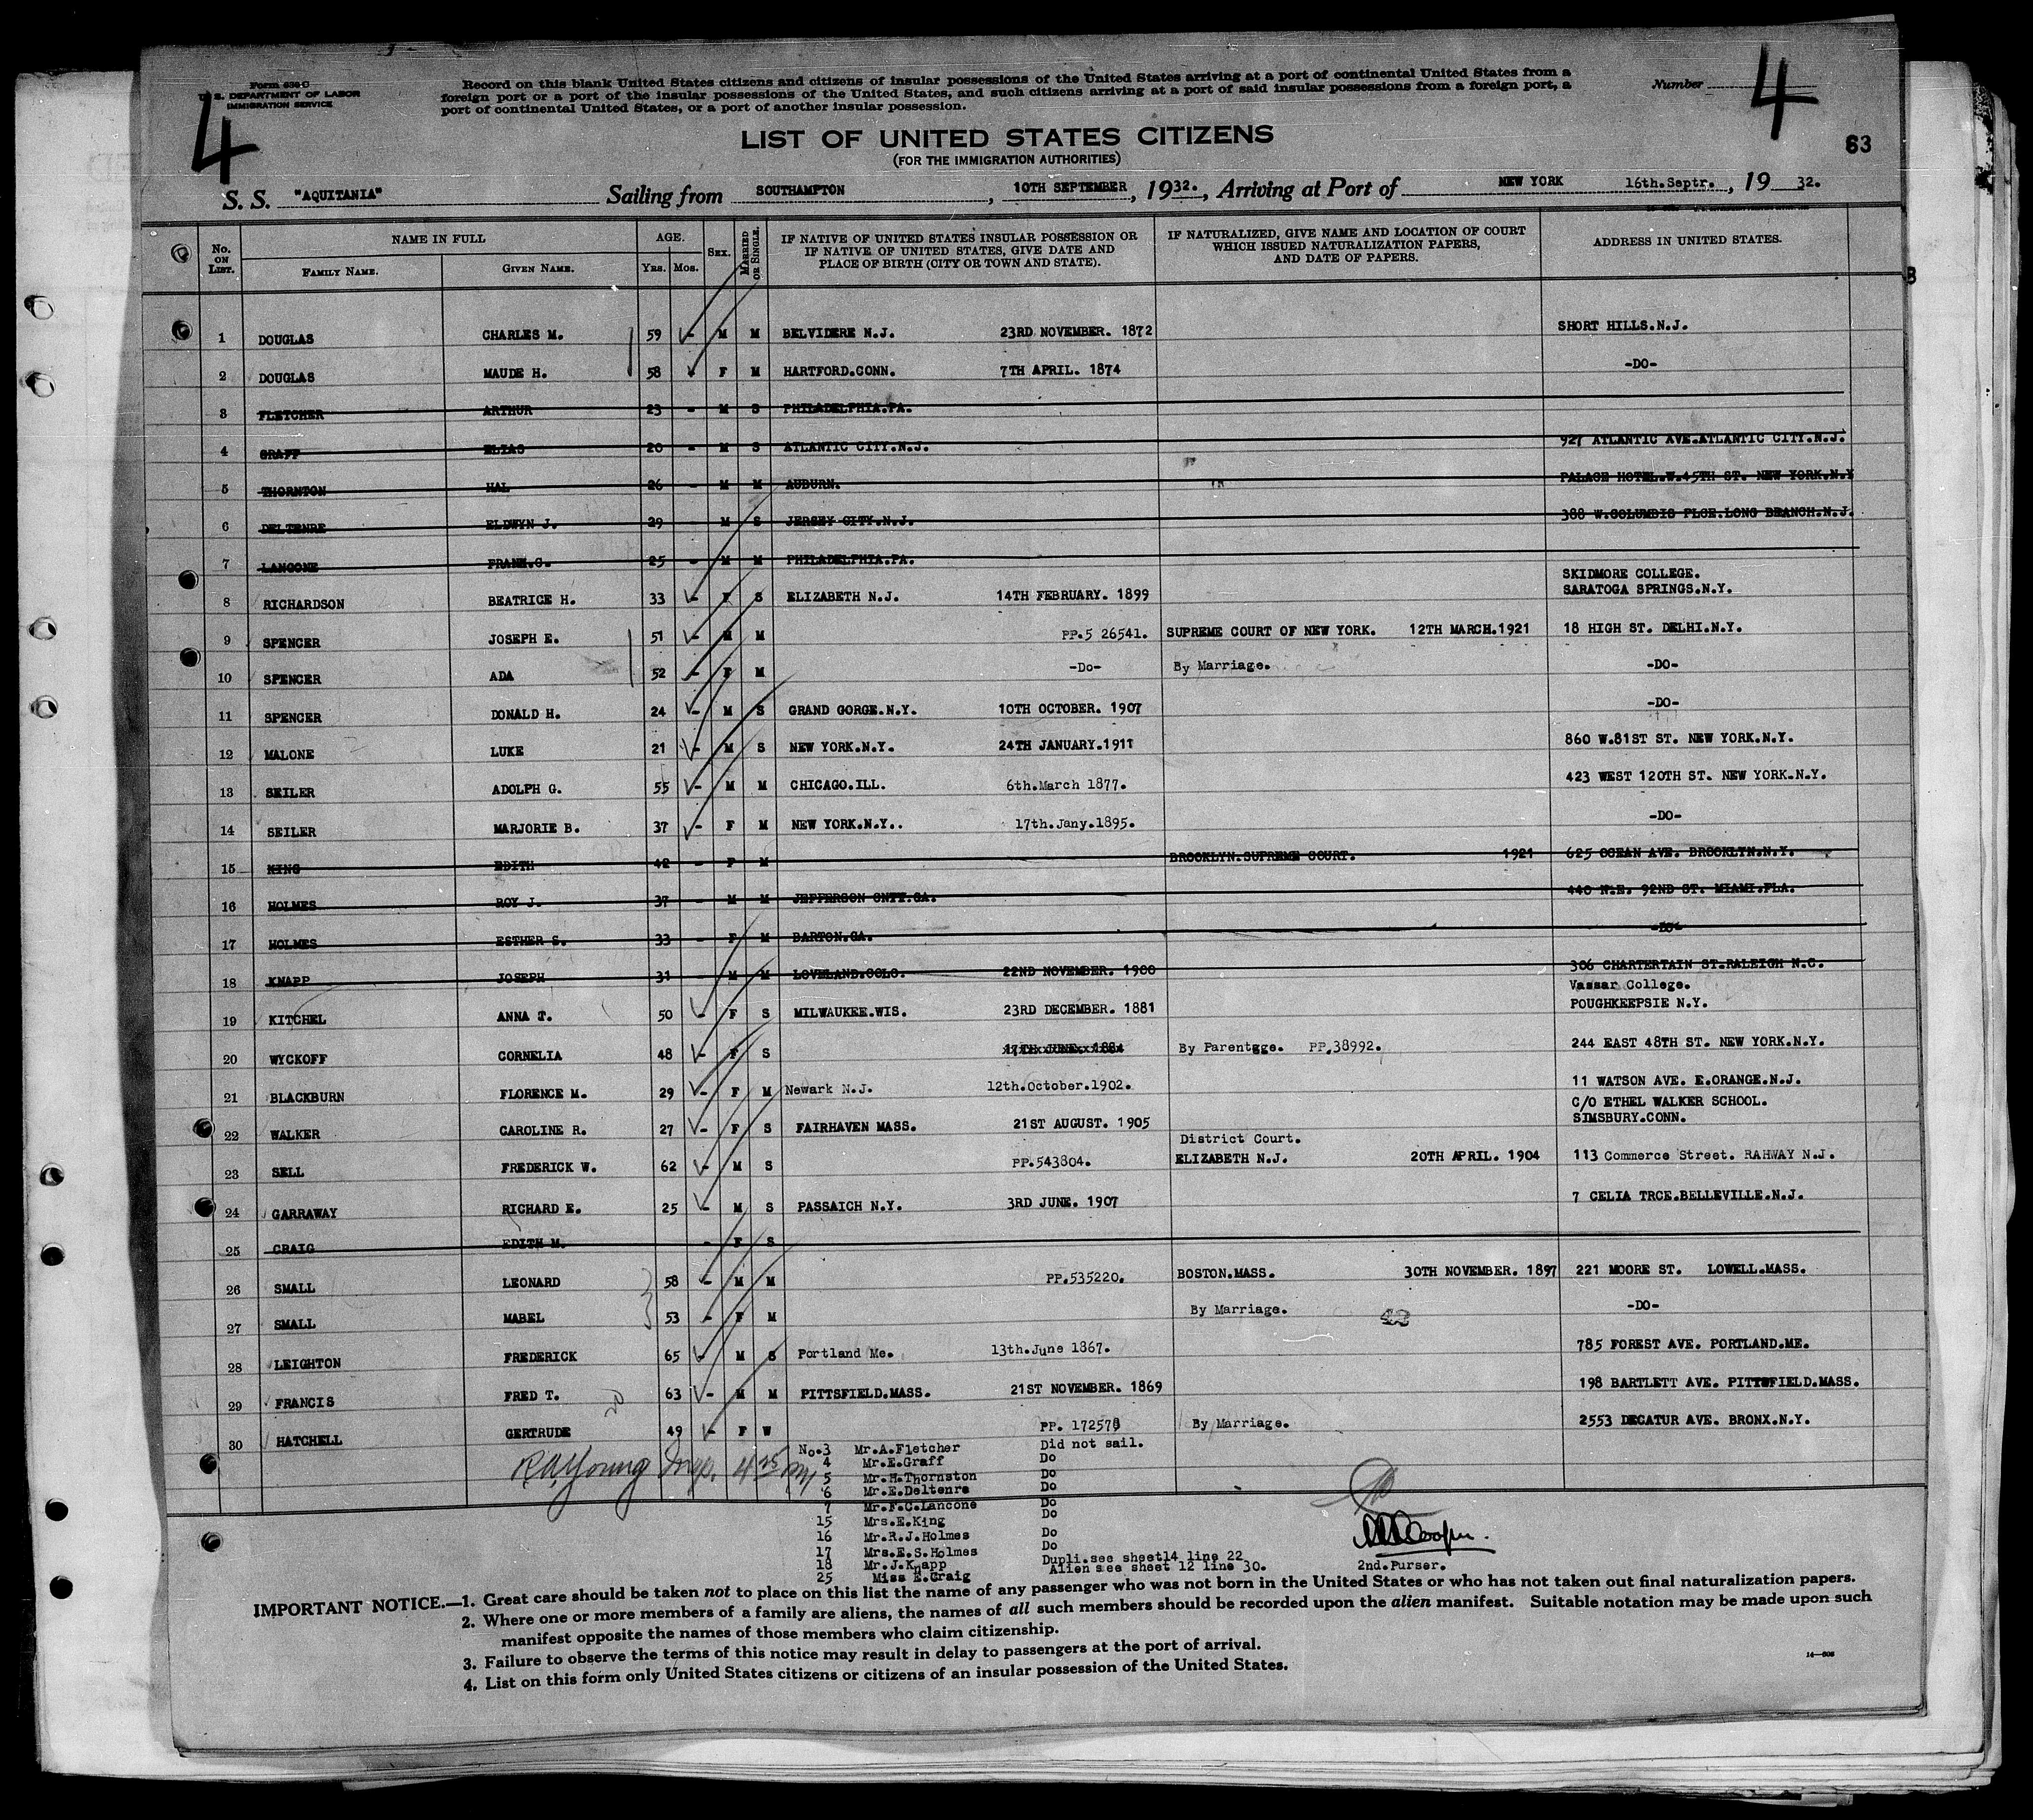 Form 630-C
U. S. DEPARTMENT OF LABOR
IMMIGRATION SERVICE
Record on this blank United States citizens and citizens of insular possessions of the United States arriving at a port of continental United States from a
foreign port or a port of the insular possessions of the United States, and such citizens arriving at a port of said insular possessions from a foreign port, a
port of continental United States, or a port of another insular possession.
Number 4
4
LIST OF UNITED STATES CITIZENS
(FOR THE IMMIGRATION AUTHORITIES)
63
S. S. "AQUITANIA" Sailing from SOUTHAMPTON, 10TH SEPTEMBER, 1932., Arriving at Port of NEW YORK 16th.Septr., 1932.
No. ON LIST. NAME IN FULL AGE. SEX. MARRIED OR SINGLE. IF NATIVE OF UNITED STATES INSULAR POSSESSION OR IF NATIVE OF UNITED STATES, GIVE DATE AND PLACE OF BIRTH (CITY OR TOWN AND STATE). IF NATURALIZED, GIVE NAME AND LOCATION OF COURT WHICH ISSUED NATURALIZATION PAPERS, AND DATE OF PAPERS. ADDRESS IN UNITED STATES.
FAMILY NAME. GIVEN NAME. YRS. MOS.
B
1 DOUGLAS CHARLES M. 59 - M M BELVIDERE N.J. 23RD NOVEMBER. 1872 SHORT HILLS.N.J.
2 DOUGLAS MAUDE H. 58 - F M HARTFORD.CONN. 7TH APRIL. 1874 -DO-
3 FLETCHER ARTHUR 23 - M S PHILADELPHIA.PA.
4 GRAFF ELIAS 20 - M S ATLANTIC CITY.N.J. 927 ATLANTIC AVE.ATLANTIC CITY.N.J.
5 THORNTON HAL 26 - M M AUBURN. PALACE HOTEL.W.45TH ST. NEW YORK.N.Y
6 DELTENRE ELDWYN J. 29 - M S JERSEY CITY.N.J. 388 W.COLUMDIS PLCE.LONG BRANCH.N.J.
7 LANCONE FRANK.C. 25 - M M PHILADELPHIA.PA.
SKIDMORE COLLEGE.
8 RICHARDSON BEATRICE H. 33 - F S ELIZABETH N.J. 14TH FEBRUARY. 1899 SARATOGA SPRINGS.N.Y.
9 SPENCER JOSEPH E. 51 - M M PP.5 26541. SUPREME COURT OF NEW YORK. 12TH MARCH.1921 18 HIGH ST. DELHI.N.Y.
10 SPENCER ADA 52 - F M -Do- By Marriage. -DO-
11 SPENCER DONALD H. 24 - M S GRAND GORGE.N.Y. 10TH OCTOBER. 1907 -DO-
12 MALONE LUKE 21 - M S NEW YORK.N.Y. 24TH JANUARY.1911 860 W.81ST ST. NEW YORK.N.Y.
13 SEILER ADOLPH G. 55 - M M CHICAGO.ILL. 6th.March 1877. 423 WEST 120TH ST. NEW YORK.N.Y.
14 SEILER MARJORIE B. 37 - F M NEW YORK.N.Y.. 17th.Jany.1895. -DO-
15 KING EDITH 42 - F M BROOKLYN.SUPREME COURT. 1921 625 OCEAN AVE. BROOKLYN.N.Y.
16 HOLMES ROY J. 37 - M M JEFFERSON CNTY.GA. 440 N.E. 92ND ST. MIAMI.FLA.
17 HOLMES ESTHER S. 33 - F M BARTON.GA. -DO-
18 KNAPP JOSEPH 31 - M M LOVELAND.COLO. 22ND NOVEMBER. 1900 306 CHARTERTAIN ST.RALEIGH N.C.
Vassar College.
19 KITCHEL ANNA T. 50 - F S MILWAUKEE.WIS. 23RD DECEMBER. 1881 POUGHKEEPSIE N.Y.
20 WYCKOFF CORNELIA 48 - F S 17TH JUNE. 1884 By Parentgge. PP.38992. 244 EAST 48TH ST. NEW YORK.N.Y.
21 BLACKBURN FLORENCE M. 29 - F M Newark N.J. 12th.October.1902. 11 WATSON AVE. E.ORANGE.N.J.
C/O ETHEL WALKER SCHOOL.
22 WALKER CAROLINE R. 27 - F S FAIRHAVEN MASS. 21ST AUGUST. 1905 SIMSBURY.CONN.
District Court.
23 SELL FREDERICK W. 62 - M S PP.543804. ELIZABETH N.J. 20TH APRIL. 1904 113 Commerce Street. RAHWAY N.J.
24 GARRAWAY RICHARD E. 25 - M S PASSAICH N.Y. 3RD JUNE. 1907 7 CELIA TRCE.BELLEVILLE.N.J.
25 CRAIG EDITH M. - F S
26 SMALL LEONARD 58 - M M PP.535220. BOSTON.MASS. 30TH NOVEMBER. 1897 221 MOORE ST. LOWELL.MASS.
27 SMALL MABEL 53 - F M By Marriage. -DO-
28 LEIGHTON FREDERICK 65 - M S Portland Me. 13th.June 1867. 785 FOREST AVE. PORTLAND.ME.
29 FRANCIS FRED T. 63 - M M PITTSFIELD.MASS. 21ST NOVEMBER. 1869 198 BARTLETT AVE. PITTSFIELD.MASS.
30 HATCHELL GERTRUDE 49 - F W PP. 172578 By Marriage. 2553 DECATUR AVE. BRONX.N.Y.
R.A.Young Insp.
No.3 Mr.A.Fletcher Did not sail.
4 Mr.E.Graff Do
5 Mr.H.Thornston Do
6 Mr.E.Deltenre Do
7 Mr.F.C.Lancone Do
15 Mrs.E.King Do
16 Mr.R.J.Holmes Do
17 Mrs.E.S.Holmes Do
18 Mr.J.Knapp Dupli.see sheet14 line 22
25 Miss E.Craig Alien see sheet 12 line 30.
2nd.Purser.
IMPORTANT NOTICE.—1. Great care should be taken not to place on this list the name of any passenger who was not born in the United States or who has not taken out final naturalization papers.
2. Where one or more members of a family are aliens, the names of all such members should be recorded upon the alien manifest. Suitable notation may be made upon such
manifest opposite the names of those members who claim citizenship.
3. Failure to observe the terms of this notice may result in delay to passengers at the port of arrival.
4. List on this form only United States citizens or citizens of an insular possession of the United States.